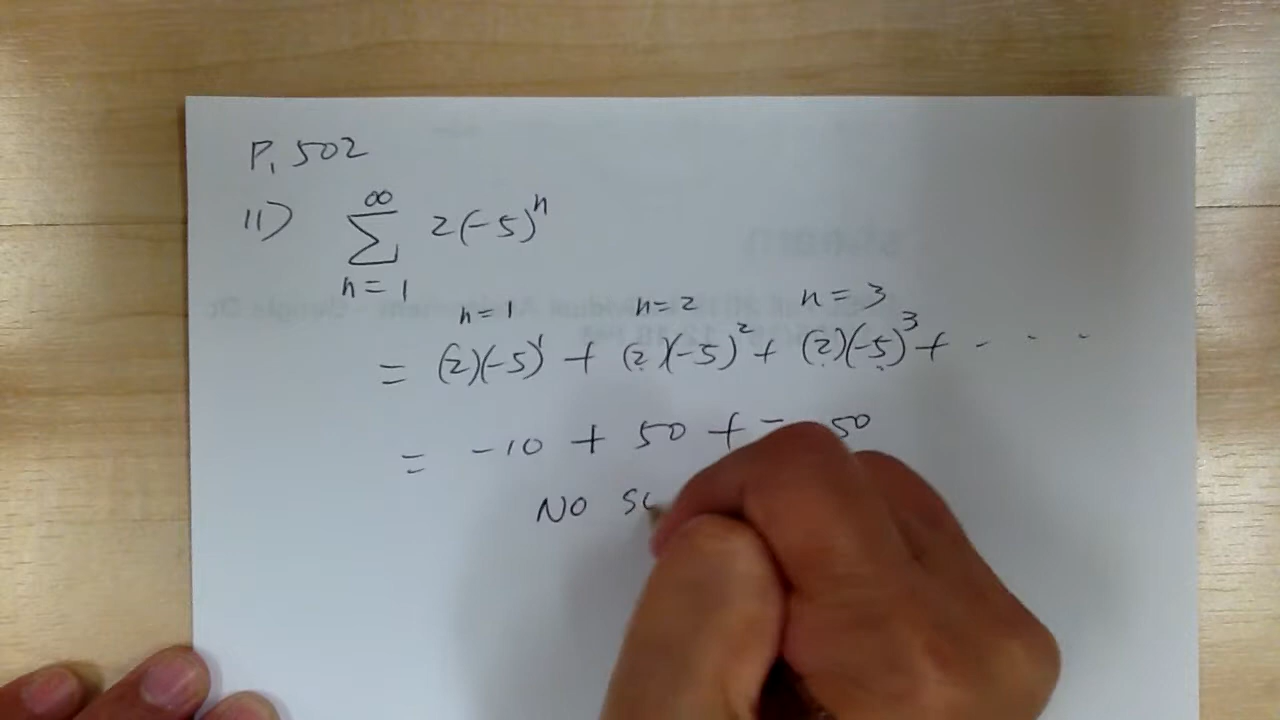 P. 502
11) ∞
∑ 2(-5)^n
n=1
n=1 n=2 n=3
= (2)(-5)^1 + (2)(-5)^2 + (2)(-5)^3 + - - -
= -10 + 50 + - 50
NO